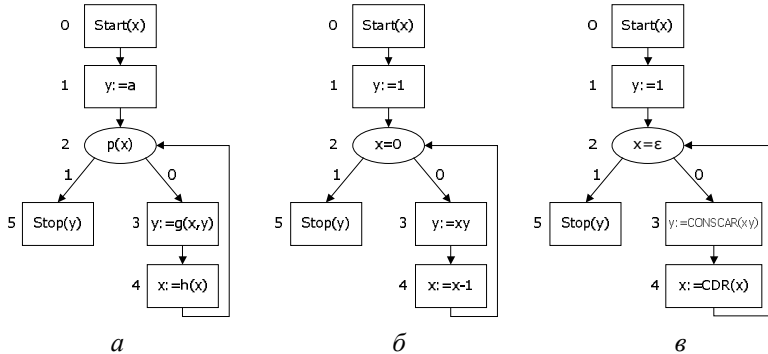 0 Start(x)
1 y:=a
2 p(x)
1 0
5 Stop(y)
3 y:=g(x,y)
4 x:=h(x)
а
0 Start(x)
1 y:=1
2 x=0
1 0
5 Stop(y)
3 y:=xy
4 x:=x-1
б
0 Start(x)
1 y:=1
2 x=ε
1 0
5 Stop(y)
3 y:=CONSCAR(xy)
4 x:=CDR(x)
в